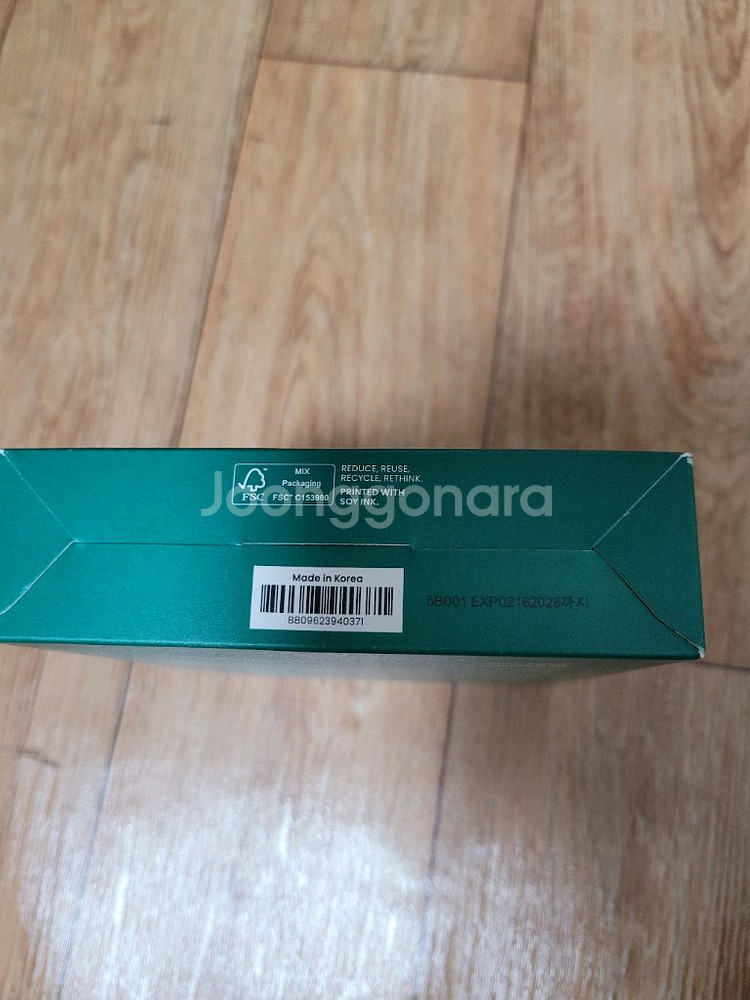 MIX
Packaging
FSC
FSC® C153980
REDUCE, REUSE,
RECYCLE, RETHINK.
PRINTED WITH
SOY INK.
Joonggonara
Made in Korea
8809623940371
5B001 EXP02162028까지